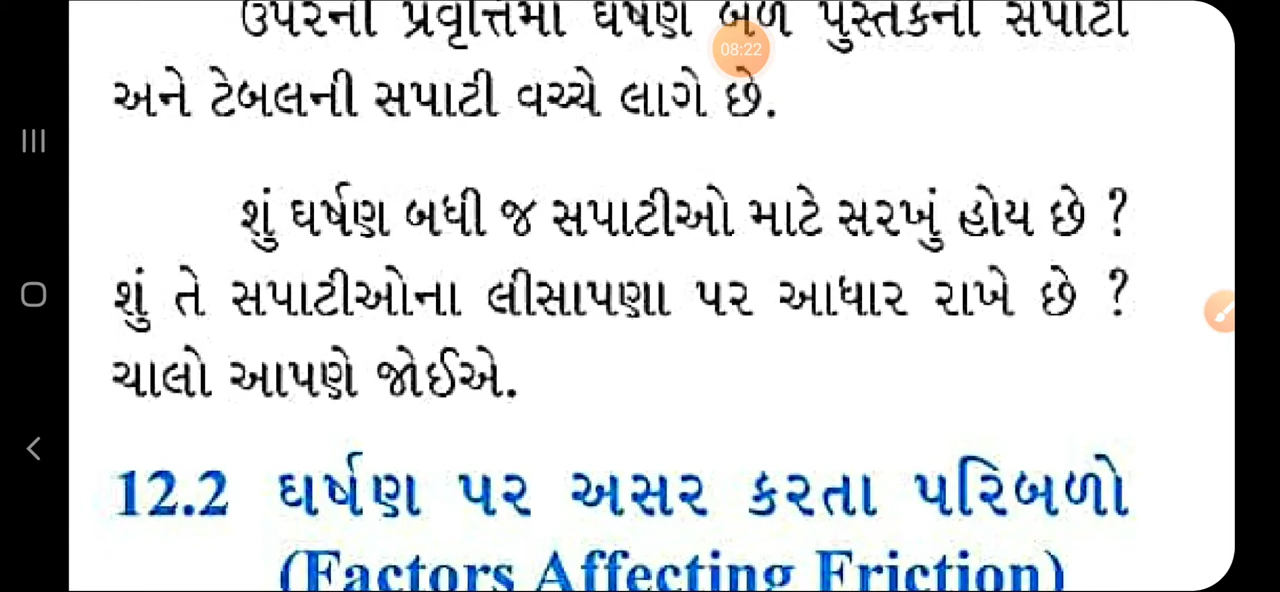 ઉપરની પ્રવૃત્તિમાં ઘર્ષણ બળ પુસ્તકની સપાટી
08:22
અને ટેબલની સપાટી વચ્ચે લાગે છે.
શું ઘર્ષણ બધી જ સપાટીઓ માટે સરખું હોય છે ?
શું તે સપાટીઓના લીસાપણા પર આધાર રાખે છે ?
ચાલો આપણે જોઈએ.
12.2 ઘર્ષણ પર અસર કરતા પરિબળો
(Factors Affecting Friction)